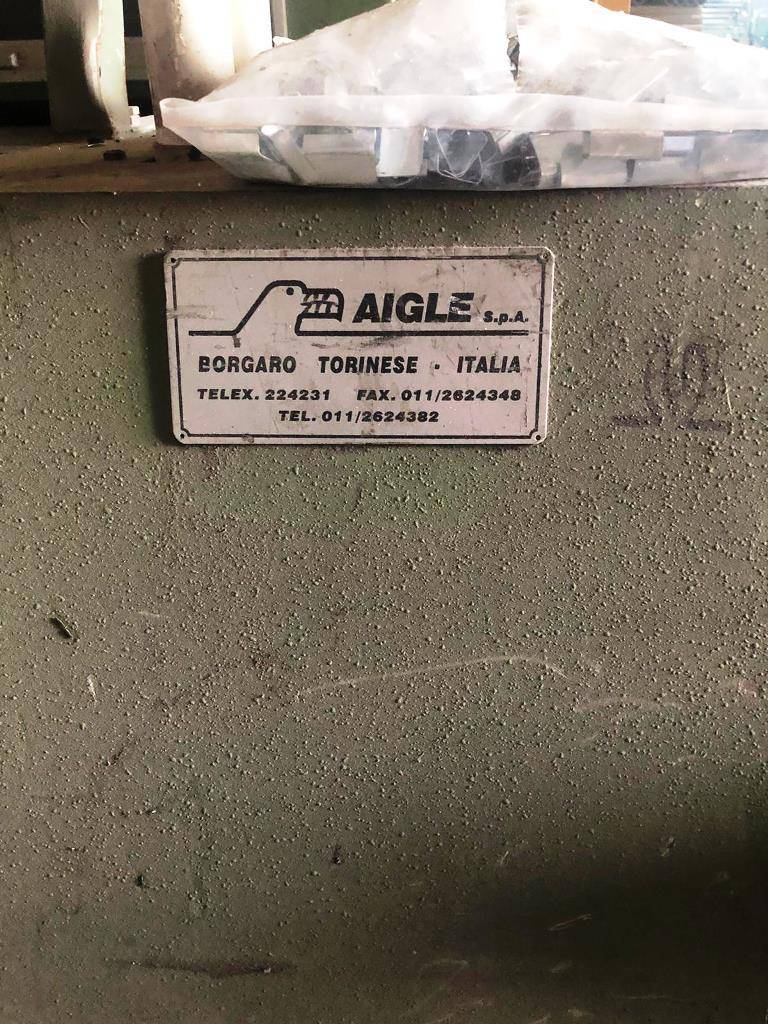 AIGLE S.p.A.
BORGARO TORINESE · ITALIA
TELEX. 224231 FAX. 011/2624348
TEL. 011/2624382